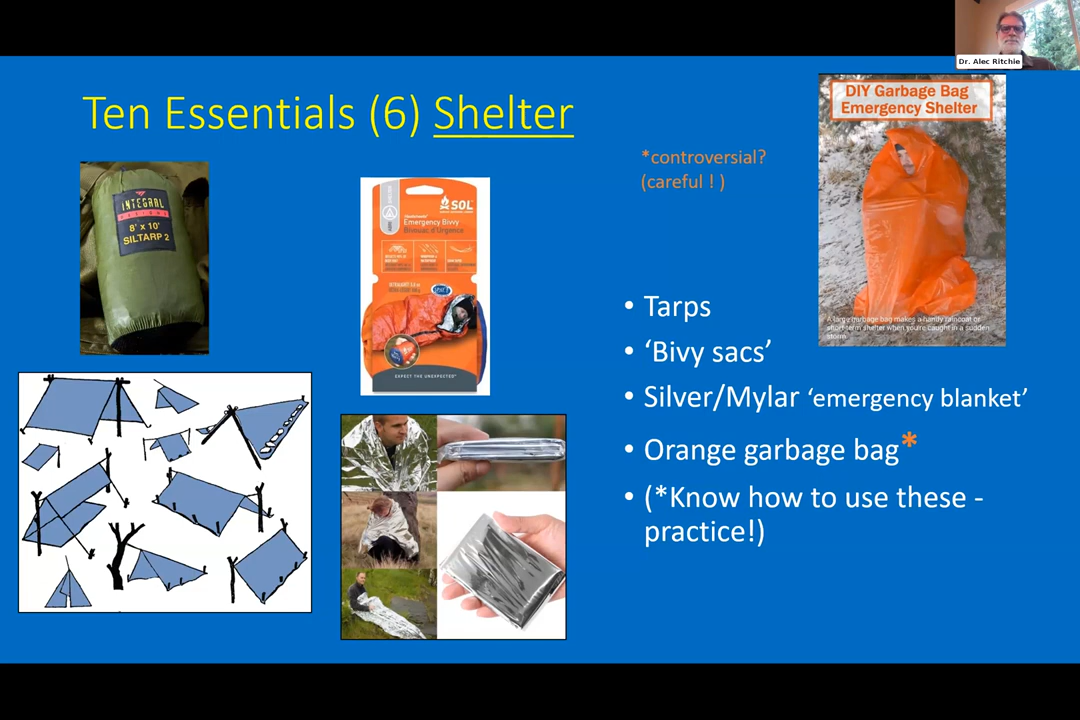 Dr. Alec Ritchie
Ten Essentials (6) Shelter
DIY Garbage Bag
Emergency Shelter
*controversial?
(careful ! )
INTEGRAL
DESIGNS
8' x 10'
SILTARP 2
SOL
Emergency Bivvy
Bivouac d'Urgence
EXPECT THE UNEXPECTED
A large garbage bag makes a handy raincoat or
short-term shelter when you're caught in a sudden
storm.
• Tarps
• ‘Bivy sacs’
• Silver/Mylar ‘emergency blanket’
• Orange garbage bag*
• (*Know how to use these -
practice!)